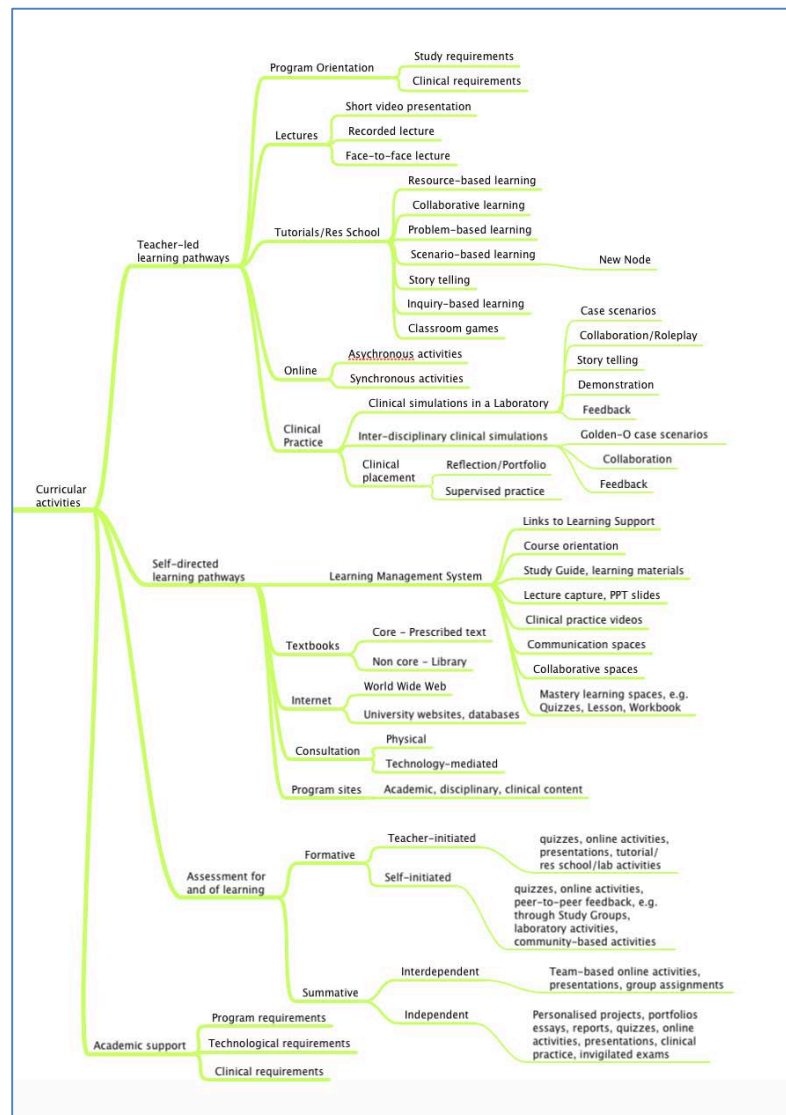 Study requirements
Program Orientation
Clinical requirements
Short video presentation
Lectures
Recorded lecture
Face-to-face lecture
Resource-based learning
Collaborative learning
Tutorials/Res School
Problem-based learning
Scenario-based learning
New Node
Story telling
Inquiry-based learning
Classroom games
Teacher-led
learning pathways
Online
Asychronous activities
Synchronous activities
Clinical
Practice
Clinical simulations in a Laboratory
Case scenarios
Collaboration/Roleplay
Story telling
Demonstration
Feedback
Inter-disciplinary clinical simulations
Golden-O case scenarios
Collaboration
Feedback
Clinical
placement
Reflection/Portfolio
Supervised practice
Curricular
activities
Self-directed
learning pathways
Learning Management System
Links to Learning Support
Course orientation
Study Guide, learning materials
Lecture capture, PPT slides
Clinical practice videos
Communication spaces
Collaborative spaces
Mastery learning spaces, e.g.
Quizzes, Lesson, Workbook
Textbooks
Core - Prescribed text
Non core - Library
Internet
World Wide Web
University websites, databases
Consultation
Physical
Technology-mediated
Program sites
Academic, disciplinary, clinical content
Assessment for
and of learning
Formative
Teacher-initiated
quizzes, online activities,
presentations, tutorial/
res school/lab activities
Self-initiated
quizzes, online activities,
peer-to-peer feedback, e.g.
through Study Groups,
laboratory activities,
community-based activities
Summative
Interdependent
Team-based online activities,
presentations, group assignments
Independent
Personalised projects, portfolios
essays, reports, quizzes, online
activities, presentations, clinical
practice, invigilated exams
Academic support
Program requirements
Technological requirements
Clinical requirements